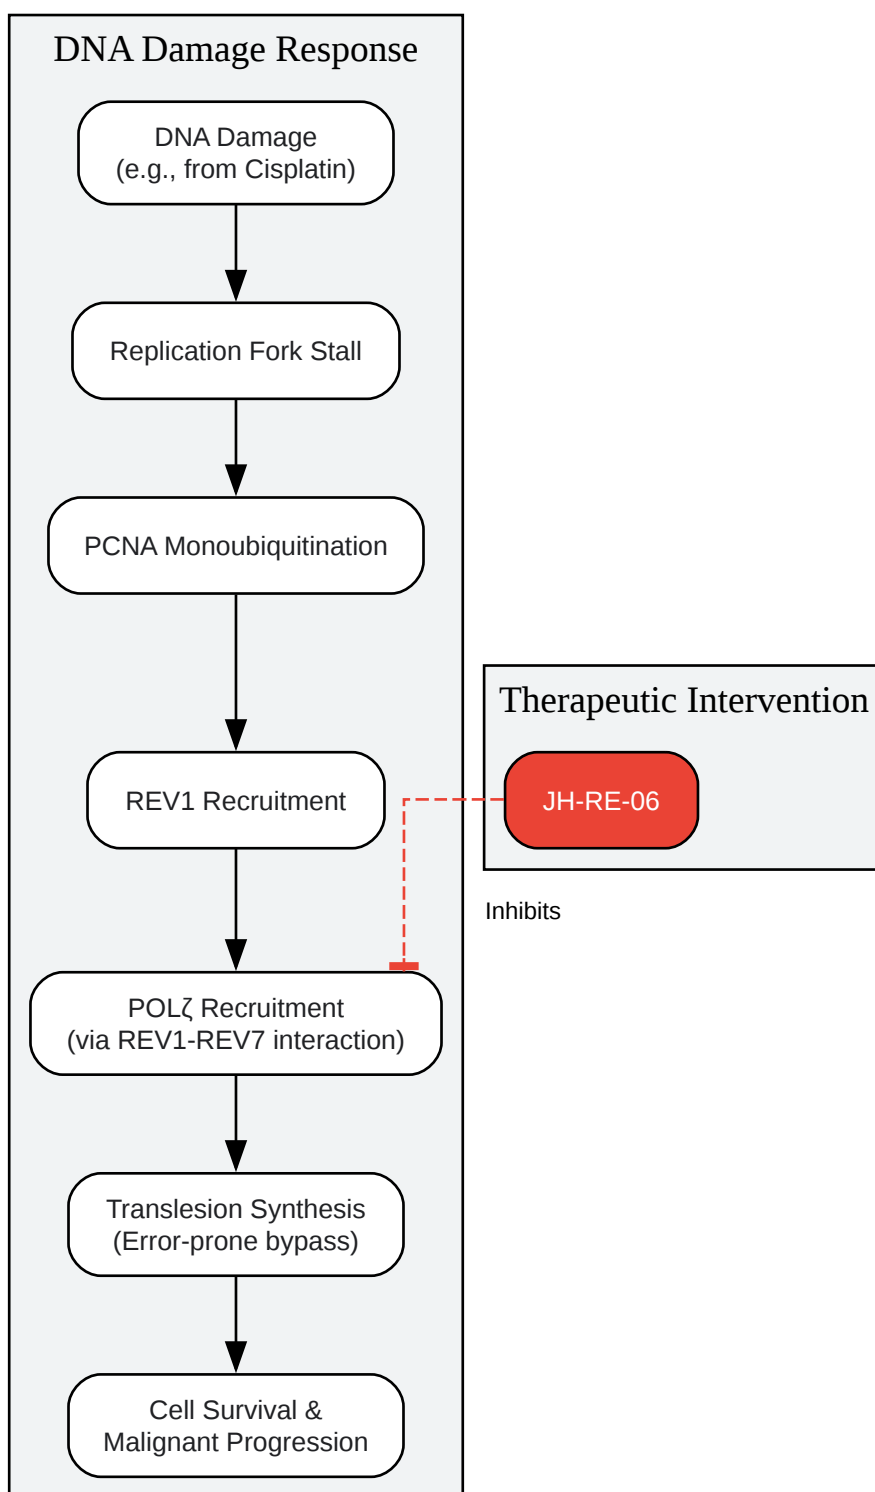 DNA Damage Response
DNA Damage
(e.g., from Cisplatin)
Replication Fork Stall
PCNA Monoubiquitination
REV1 Recruitment
POLζ Recruitment
(via REV1-REV7 interaction)
Translesion Synthesis
(Error-prone bypass)
Cell Survival &
Malignant Progression
Therapeutic Intervention
JH-RE-06
Inhibits